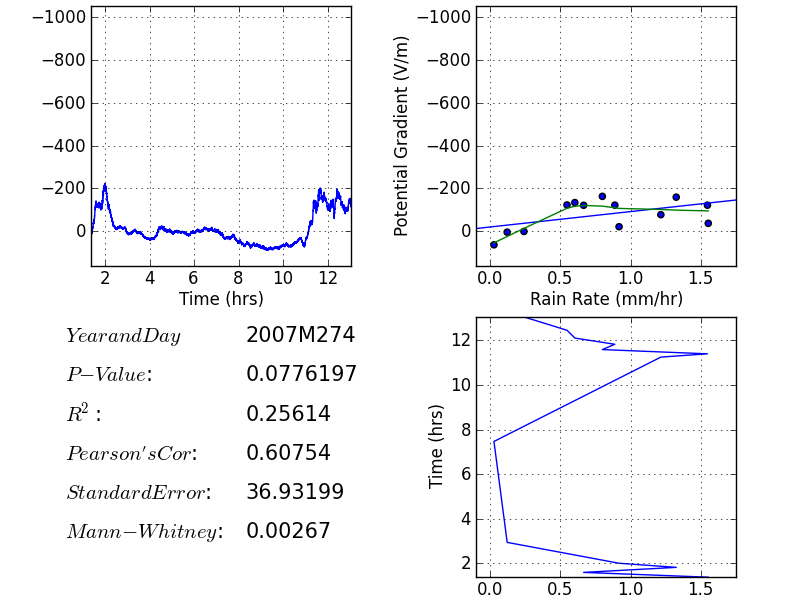 −1000
−800
−600
−400
−200
0
2 4 6 8 10 12
Time (hrs)
Potential Gradient (V/m)
−1000
−800
−600
−400
−200
0
0.0 0.5 1.0 1.5
Rain Rate (mm/hr)
YearandDay 2007M274
P−Value: 0.0776197
R² : 0.25614
Pearson'sCor: 0.60754
StandardError: 36.93199
Mann−Whitney: 0.00267
Time (hrs)
12
10
8
6
4
2
0.0 0.5 1.0 1.5